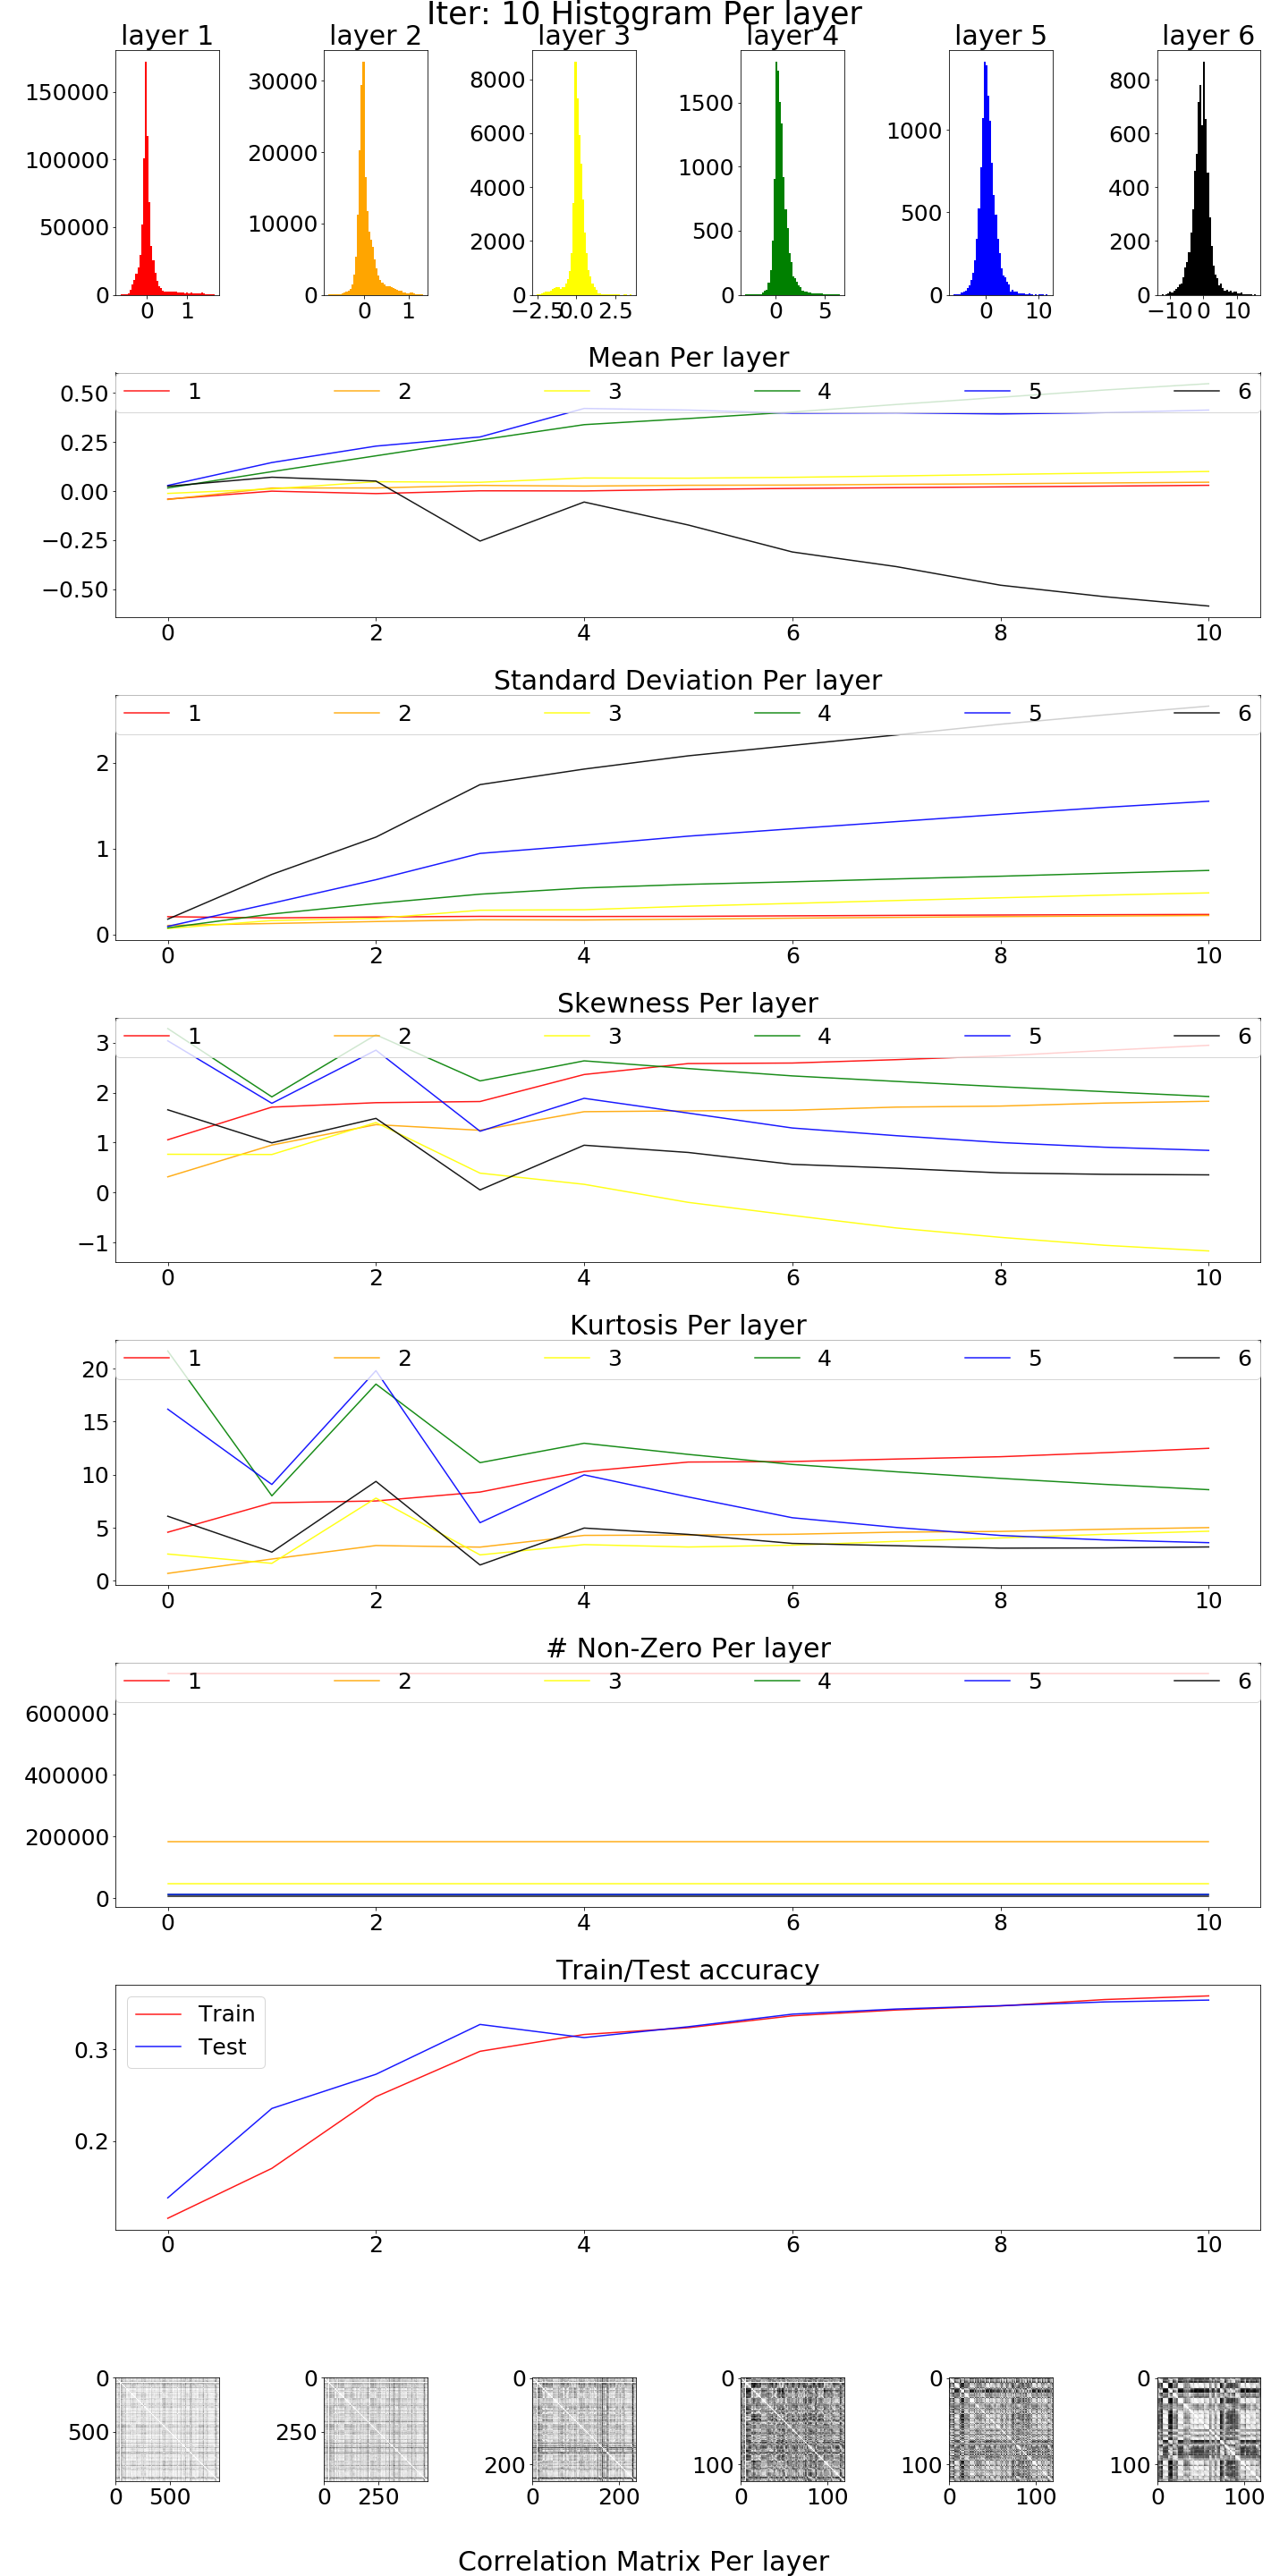 Iter: 10 Histogram Per layer
layer 1 layer 2 layer 3 layer 4 layer 5 layer 6
150000 100000 50000 0
0 1
30000 20000 10000 0
0 1
8000 6000 4000 2000 0
−2.5 0.0 2.5
1500 1000 500 0
0 5
1000 500 0
0 10
800 600 400 200 0
−10 0 10
Mean Per layer
1 2 3 4 5 6
0.50
0.25
0.00
−0.25
−0.50
0 2 4 6 8 10
Standard Deviation Per layer
1 2 3 4 5 6
2
1
0
0 2 4 6 8 10
Skewness Per layer
1 2 3 4 5 6
3
2
1
0
−1
0 2 4 6 8 10
Kurtosis Per layer
1 2 3 4 5 6
20
15
10
5
0
0 2 4 6 8 10
# Non-Zero Per layer
1 2 3 4 5 6
600000
400000
200000
0
0 2 4 6 8 10
Train/Test accuracy
Train
Test
0.3
0.2
0 2 4 6 8 10
0 500
0 500
0 250
0 250
0 200
0 200
0 100
0 100
0 100
0 100
0 100
0 100
Correlation Matrix Per layer